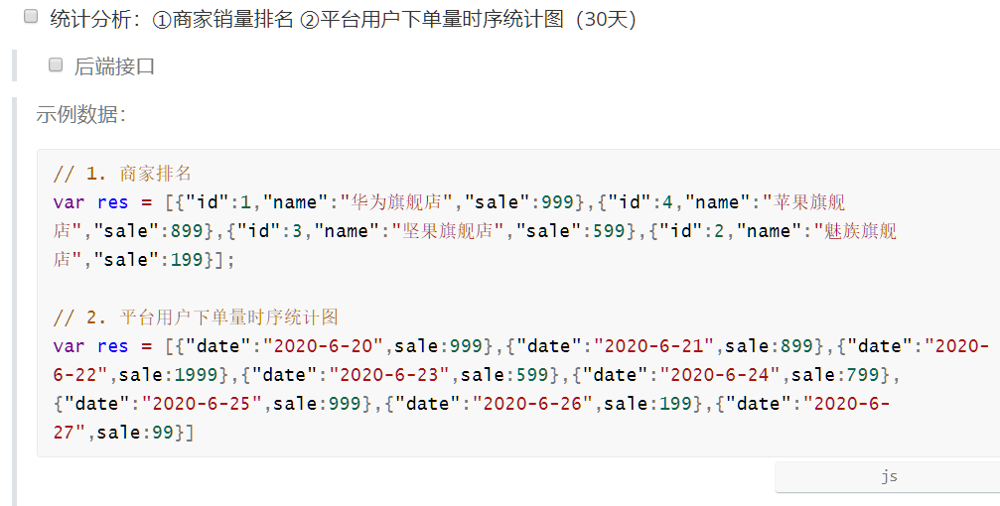 统计分析：①商家销量排名 ②平台用户下单量时序统计图（30天）
后端接口
示例数据：
// 1. 商家排名
var res = [{"id":1,"name":"华为旗舰店","sale":999},{"id":4,"name":"苹果旗舰
店","sale":899},{"id":3,"name":"坚果旗舰店","sale":599},{"id":2,"name":"魅族旗舰
店","sale":199}];
// 2. 平台用户下单量时序统计图
var res = [{"date":"2020-6-20",sale:999},{"date":"2020-6-21",sale:899},{"date":"2020-
6-22",sale:1999},{"date":"2020-6-23",sale:599},{"date":"2020-6-24",sale:799},
{"date":"2020-6-25",sale:999},{"date":"2020-6-26",sale:199},{"date":"2020-6-
27",sale:99}]
js